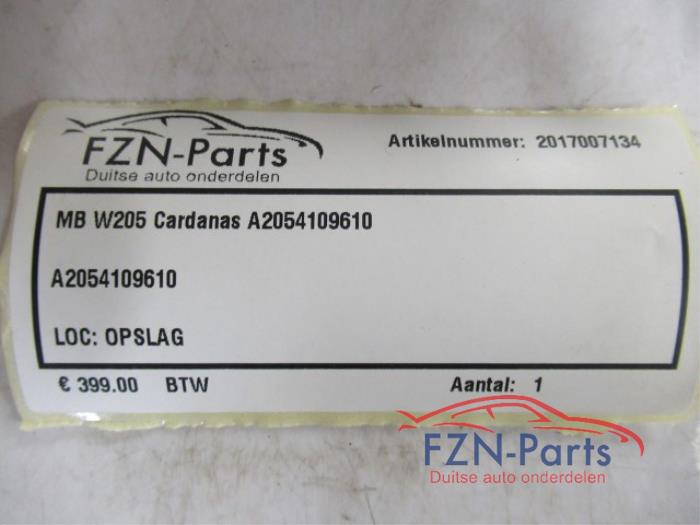 FZN-Parts
Duitse auto onderdelen
Artikelnummer: 2017007134
MB W205 Cardanas A2054109610
A2054109610
LOC: OPSLAG
€ 399.00 BTW
Aantal: 1
FZN-Parts
Duitse auto onderdelen